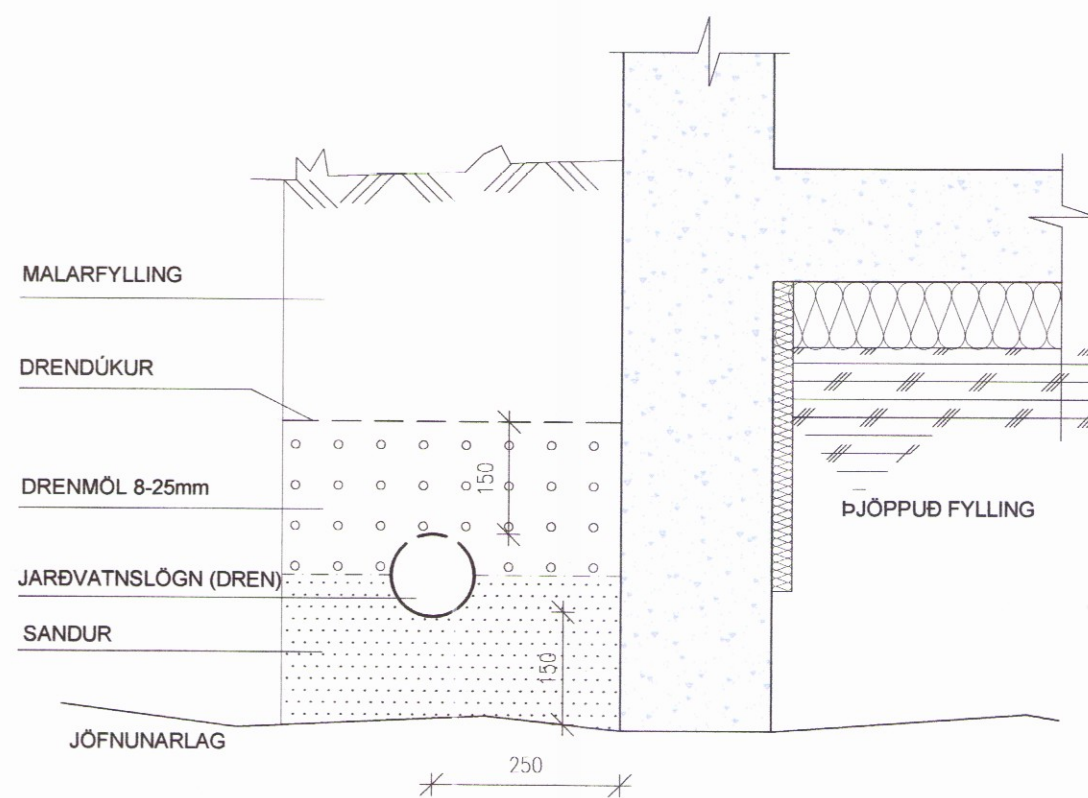 MALARFYLLING
DRENDÚKUR
DRENMÖL 8-25mm
150
ÞJÖPPUÐ FYLLING
JARÐVATNSLÖGN (DREN)
SANDUR
150
JÖFNUNARLAG
250